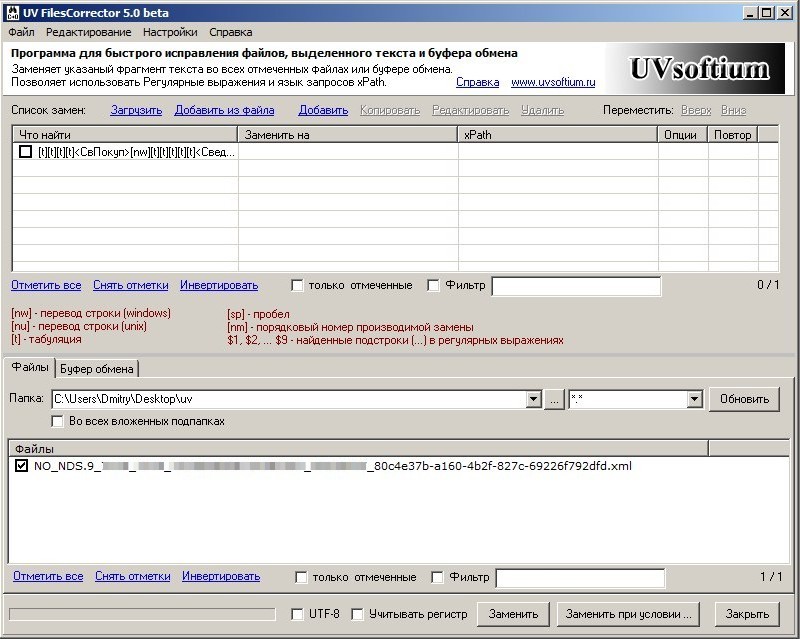 UV FilesCorrector 5.0 beta
Файл Редактирование Настройки Справка
Программа для быстрого исправления файлов, выделенного текста и буфера обмена
Заменяет указаный фрагмент текста во всех отмеченных файлах или буфере обмена.
Позволяет использовать Регулярные выражения и язык запросов xPath.
Справка www.uvsoftium.ru
UVsoftium
Список замен: Загрузить Добавить из файла Добавить Копировать Редактировать Удалить Переместить: Вверх Вниз
Что найти Заменить на xPath Опции Повтор
[t][t][t][t]<СвПокуп>[nw][t][t][t][t][t]<Свед...
Отметить все Снять отметки Инвертировать только отмеченные Фильтр 0 / 1
[nw] - перевод строки (windows)
[nu] - перевод строки (unix)
[t] - табуляция
[sp] - пробел
[nm] - порядковый номер производимой замены
$1, $2, ... $9 - найденные подстроки (...) в регулярных выражениях
Файлы Буфер обмена
Папка: C:\Users\Dmitry\Desktop\uv ... *.* Обновить
Во всех вложенных подпапках
Файлы
NO_NDS.9_ _ _ _ _80c4e37b-a160-4b2f-827c-69226f792dfd.xml
Отметить все Снять отметки Инвертировать только отмеченные Фильтр 1 / 1
UTF-8 Учитывать регистр Заменить Заменить при условии ... Закрыть